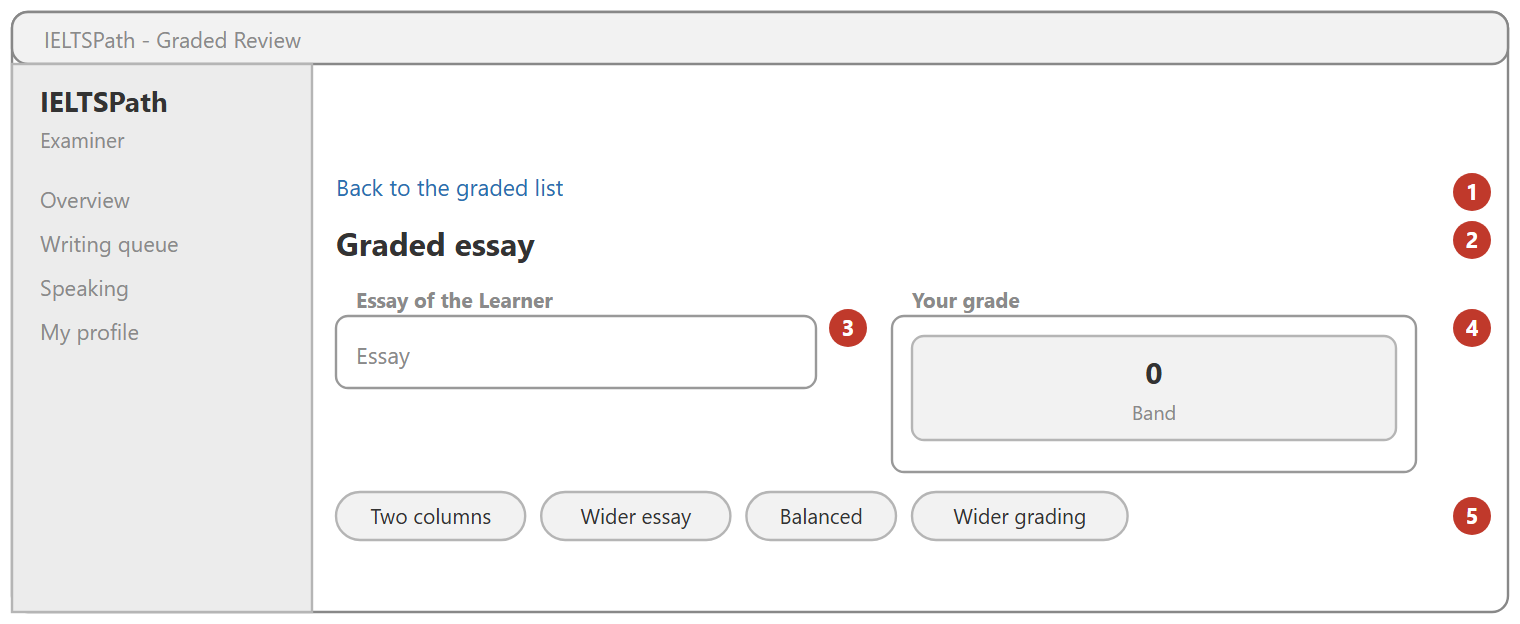 IELTSPath - Graded Review
IELTSPath
Examiner
Overview
Writing queue
Speaking
My profile
Back to the graded list
1
Graded essay
2
Essay of the Learner
Essay
3
Your grade
0
Band
4
Two columns
Wider essay
Balanced
Wider grading
5